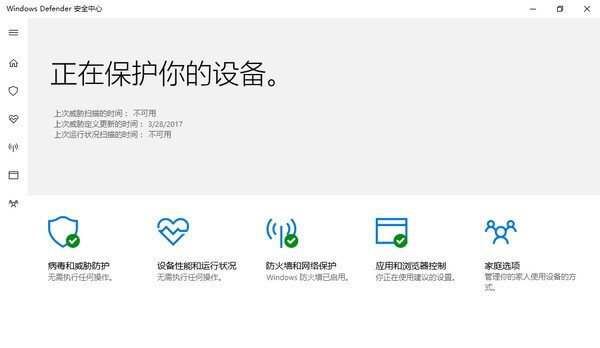 Windows Defender 安全中心
正在保护你的设备。
上次威胁扫描的时间： 不可用
上次威胁定义更新的时间： 3/28/2017
上次运行状况扫描的时间： 不可用
病毒和威胁防护
无需执行任何操作。
设备性能和运行状况
无需执行任何操作。
防火墙和网络保护
Windows 防火墙已启用。
应用和浏览器控制
你正在使用建议的设置。
家庭选项
管理你的家人使用设备的方
式。